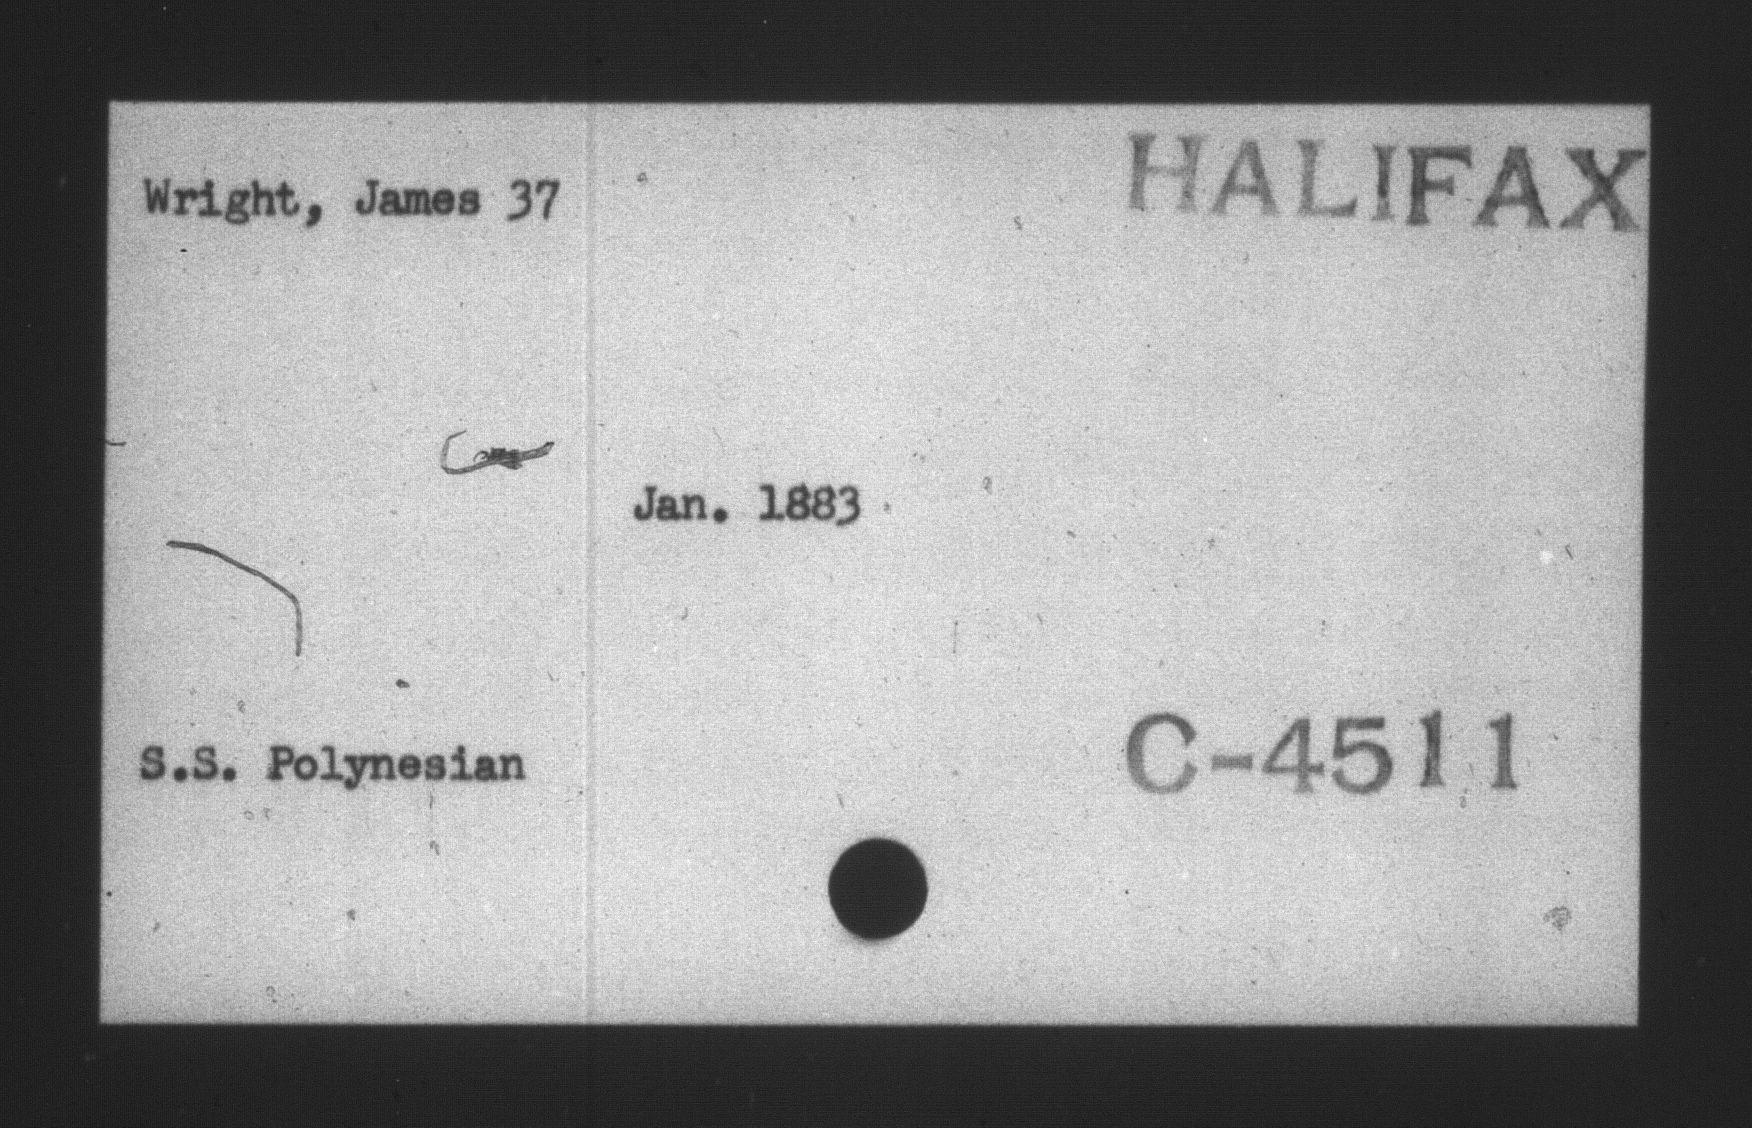 HALIFAX
Wright, James 37
Jan. 1883
S.S. Polynesian
C-4511